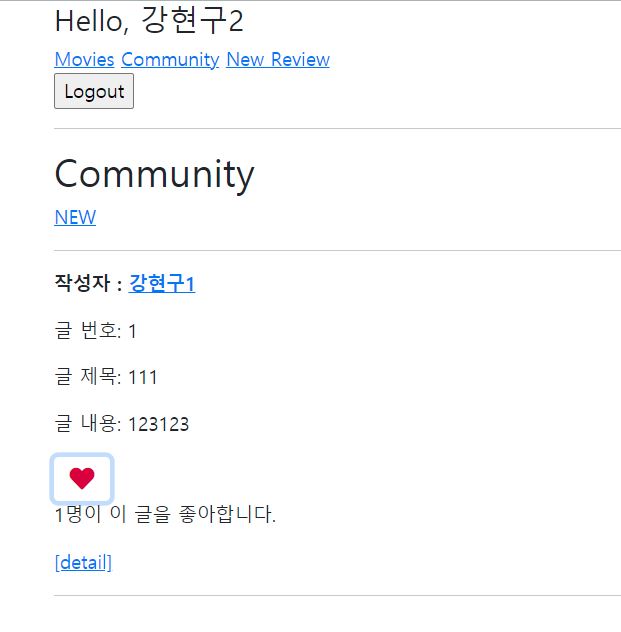 Hello, 강현구2
Movies Community New Review
Logout
Community
NEW
작성자 : 강현구1
글 번호: 1
글 제목: 111
글 내용: 123123
1명이 이 글을 좋아합니다.
[detail]